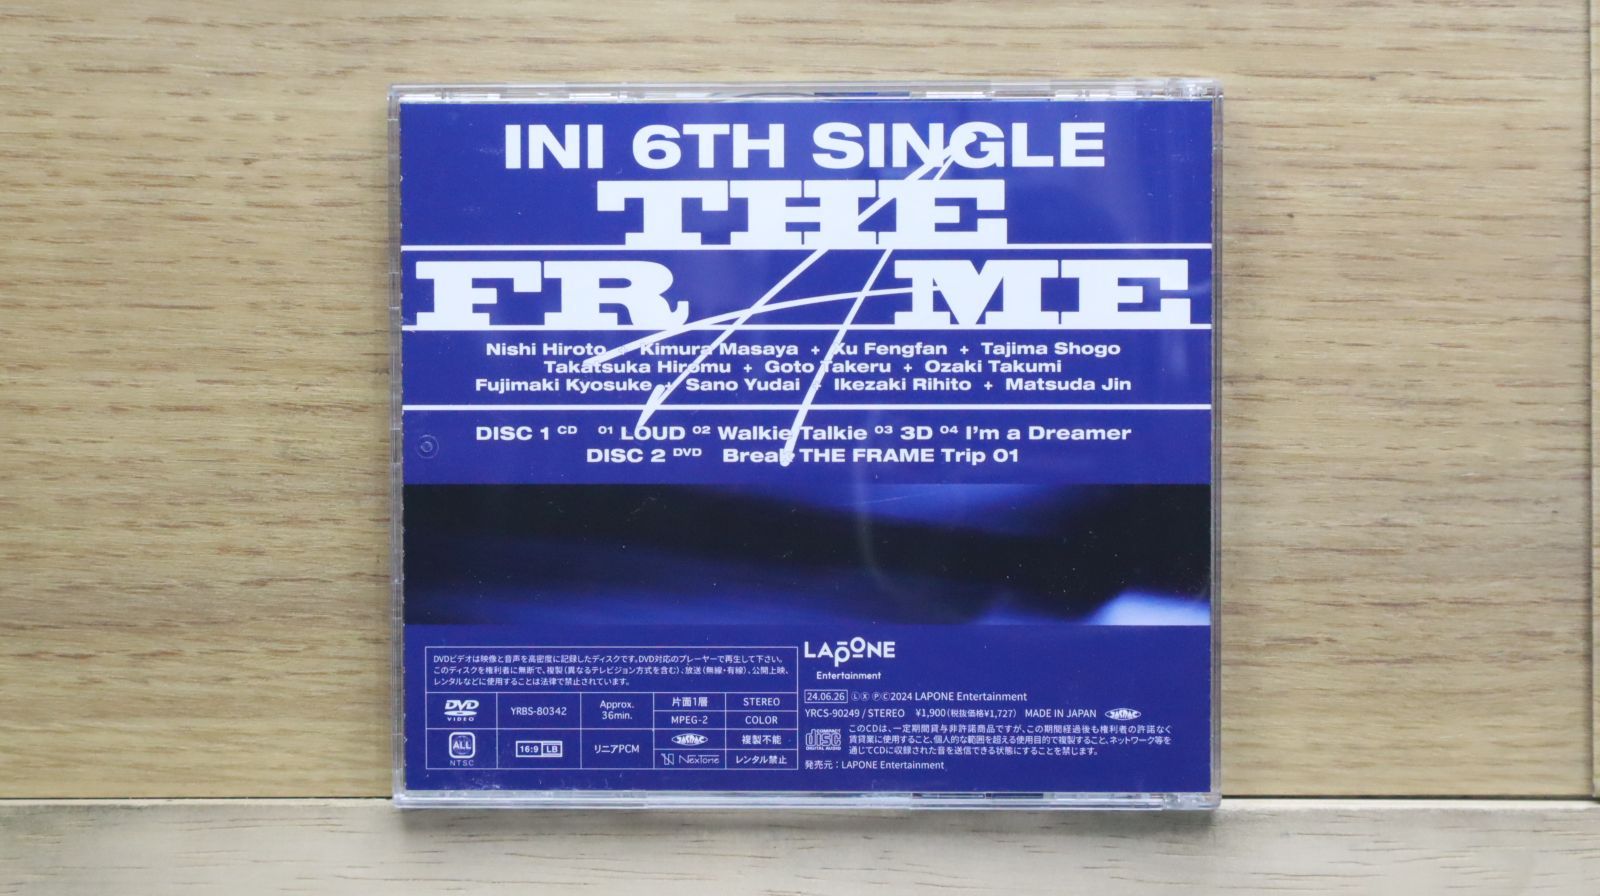 INI 6TH SINGLE
THE
FRAME
Nishi Hiroto + Kimura Masaya + Xu Fengfan + Tajima Shogo
Takatsuka Hiromu + Goto Takeru + Ozaki Takumi
Fujimaki Kyosuke + Sano Yudai + Ikezaki Rihito + Matsuda Jin
DISC 1 CD 01 LOUD 02 Walkie Talkie 03 3D 04 I'm a Dreamer
DISC 2 DVD Break THE FRAME Trip 01
DVDビデオは映像と音声を高密度に記録したディスクです。DVD対応のプレーヤーで再生して下さい。
このディスクを権利者に無断で、複製(異なるテレビジョン方式を含む)、放送(無線・有線)、公開上映、
レンタルなどに使用することは法律で禁止されています。
DVD VIDEO
YRBS-80342
Approx. 36min.
片面1層
STEREO
MPEG-2
COLOR
ALL NTSC
16:9 LB
リニアPCM
JASRAC
複製不能
NexTone
レンタル禁止
LAPONE
Entertainment
24.06.26 Ⓛ Ⓧ Ⓟ Ⓒ 2024 LAPONE Entertainment
YRCS-90249 / STEREO ¥1,900(税抜価格¥1,727) MADE IN JAPAN JASRAC
COMPACT disc DIGITAL AUDIO
このCDは、一定期間貸与非許諾商品ですが、この期間経過後も権利者の許諾なく
賃貸業に使用すること、個人的な範囲を超える使用目的で複製すること、ネットワーク等を
通じてCDに収録された音を送信できる状態にすることを禁じます。
発売元:LAPONE Entertainment